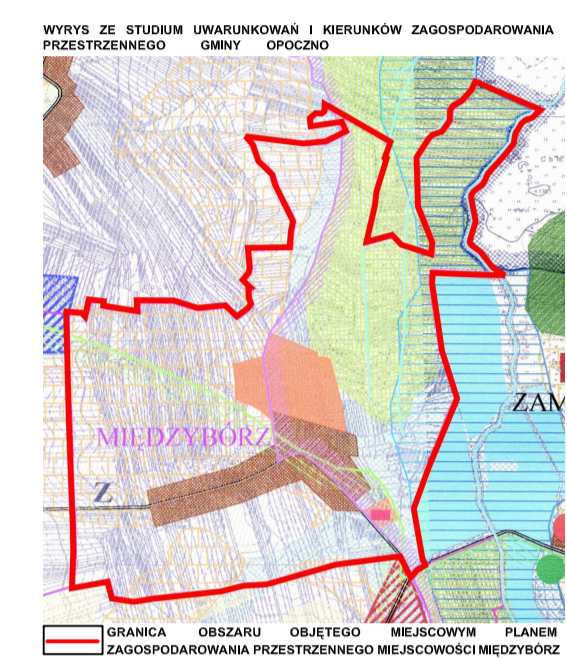 WYRYS ZE STUDIUM UWARUNKOWAŃ I KIERUNKÓW ZAGOSPODAROWANIA
PRZESTRZENNEGO GMINY OPOCZNO
ZAM
MIĘDZYBÓRZ
Z
GRANICA OBSZARU OBJĘTEGO MIEJSCOWYM PLANEM
ZAGOSPODAROWANIA PRZESTRZENNEGO MIEJSCOWOŚCI MIĘDZYBÓRZ